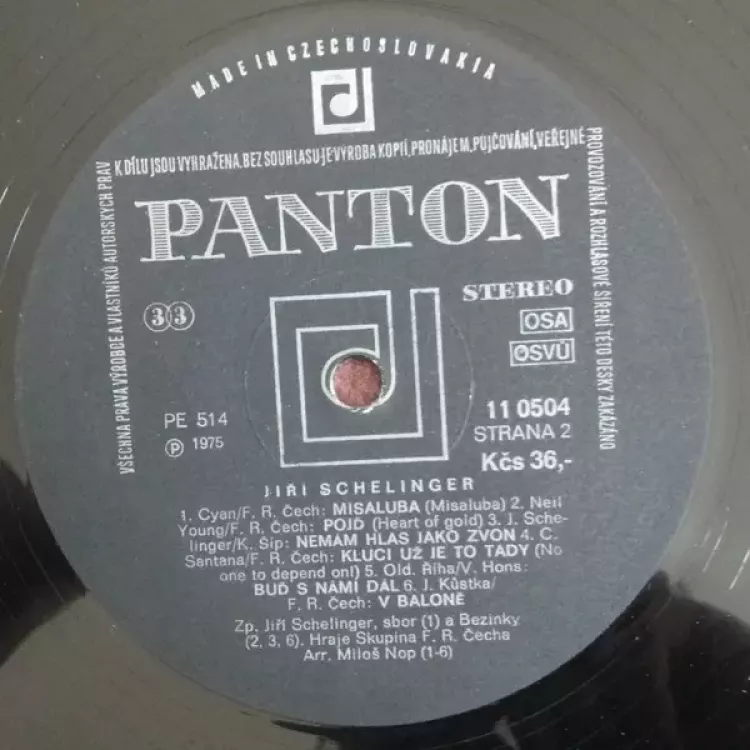 MADE IN CZECHOSLOVAKIA
VŠECHNA PRÁVA VÝROBCE A VLASTNÍKŮ AUTORSKÝCH PRÁV
K DÍLU JSOU VYHRAŽENA. BEZ SOUHLASU JE VÝROBA KOPIÍ, PRONÁJEM, PŮJČOVÁNÍ, VEŘEJNÉ
PROVOZOVÁNÍ A ROZHLASOVÉ ŠÍŘENÍ TÉTO DESKY ZAKÁZÁNO
PANTON
33
STEREO
OSA
OSVŮ
PE 514
Ⓟ 1975
11 0504
STRANA 2
Kčs 36,-
JIŘÍ SCHELINGER
1. Cyan/F. R. Čech: MISALUBA (Misaluba) 2. Neil
Young/F. R. Čech: POJĎ (Heart of gold) 3. J. Sche-
linger/K. Šíp: NEMÁM HLAS JAKO ZVON 4. C.
Santana/F. R. Čech: KLUCI UŽ JE TO TADY (No
one to depend onl) 5. Old. Říha/V. Hons:
BUĎ S NÁMI DÁL 6. J. Kůstka/
F. R. Čech: V BALÓNĚ
Zp. Jiří Schelinger, sbor (1) a Bezinky
(2, 3, 6). Hraje Skupina F. R. Čecha
Arr. Miloš Nop (1-6)